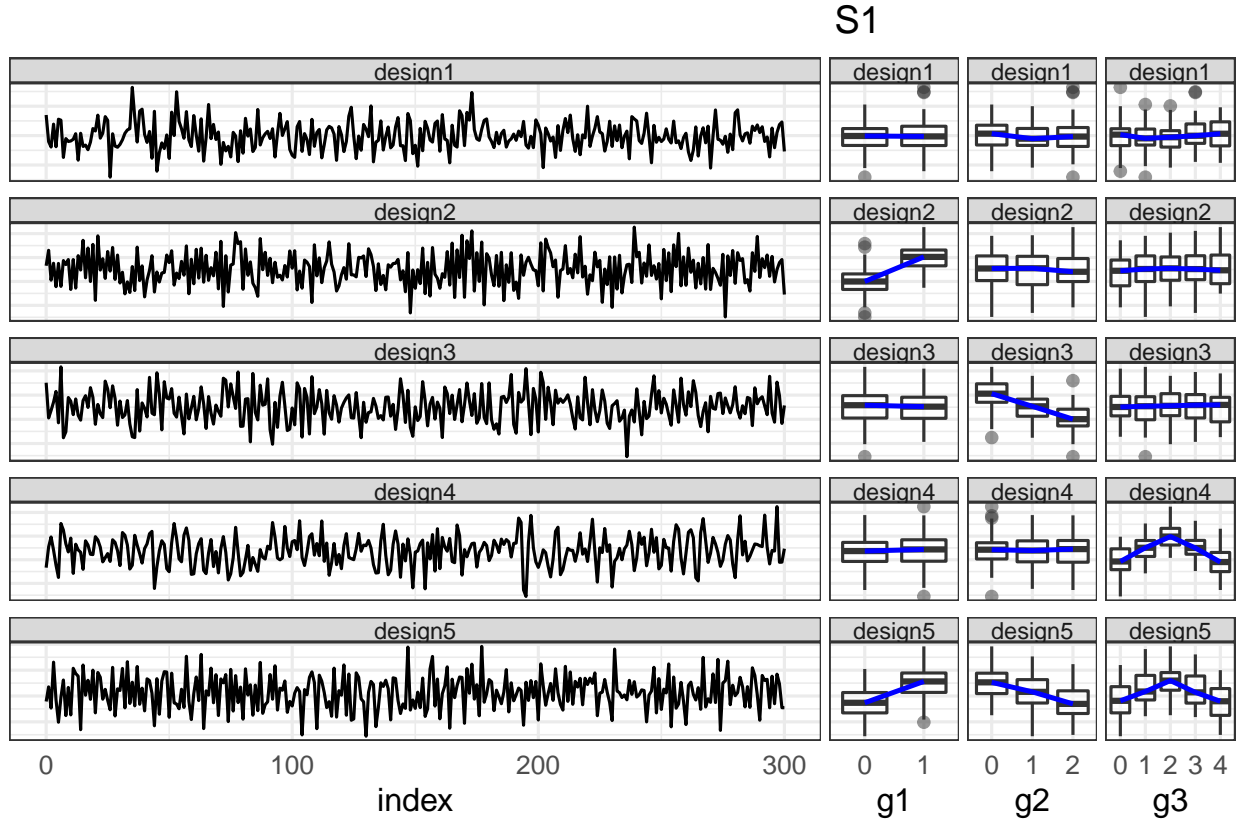 S1
design1 design1 design1 design1
design2 design2 design2 design2
design3 design3 design3 design3
design4 design4 design4 design4
design5 design5 design5 design5
0 100 200 300 0 1 0 1 2 0 1 2 3 4
index g1 g2 g3